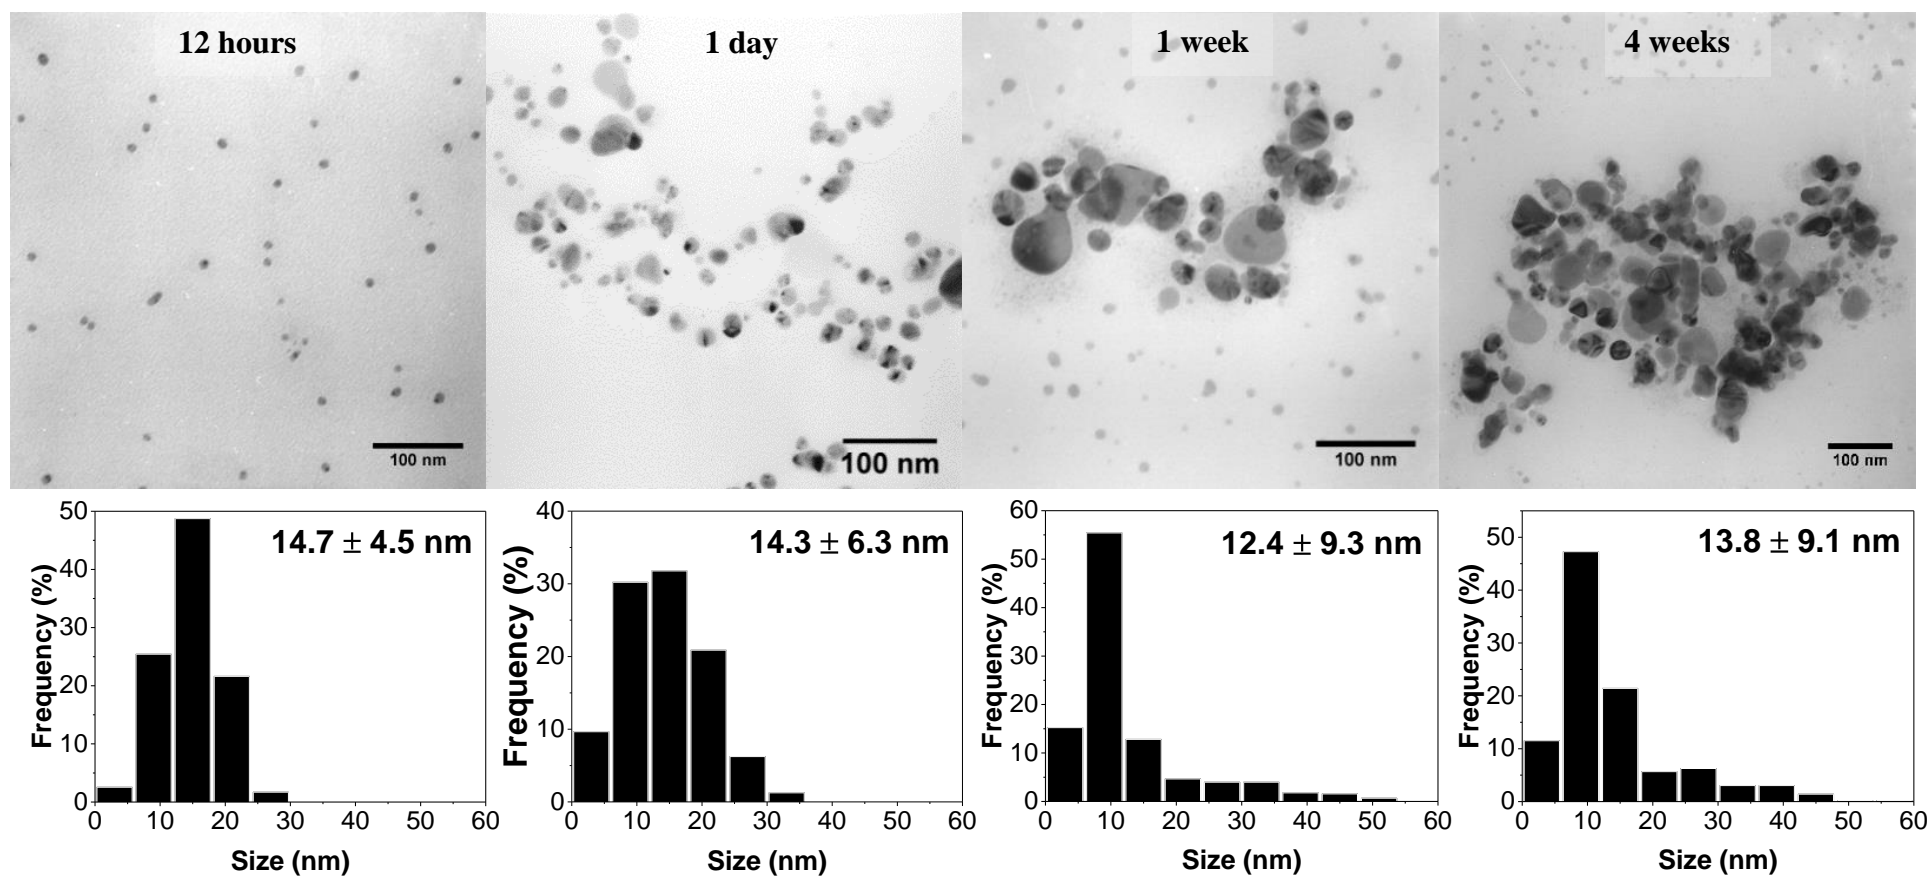 12 hours
1 day
1 week
4 weeks
100 nm
100 nm
100 nm
100 nm
14.7 ± 4.5 nm
50
40
30
20
10
0
Frequency (%)
0 10 20 30 40 50 60
Size (nm)
14.3 ± 6.3 nm
40
30
20
10
0
Frequency (%)
0 10 20 30 40 50 60
Size (nm)
12.4 ± 9.3 nm
60
50
40
30
20
10
0
Frequency (%)
0 10 20 30 40 50 60
Size (nm)
13.8 ± 9.1 nm
50
40
30
20
10
0
Frequency (%)
0 10 20 30 40 50 60
Size (nm)